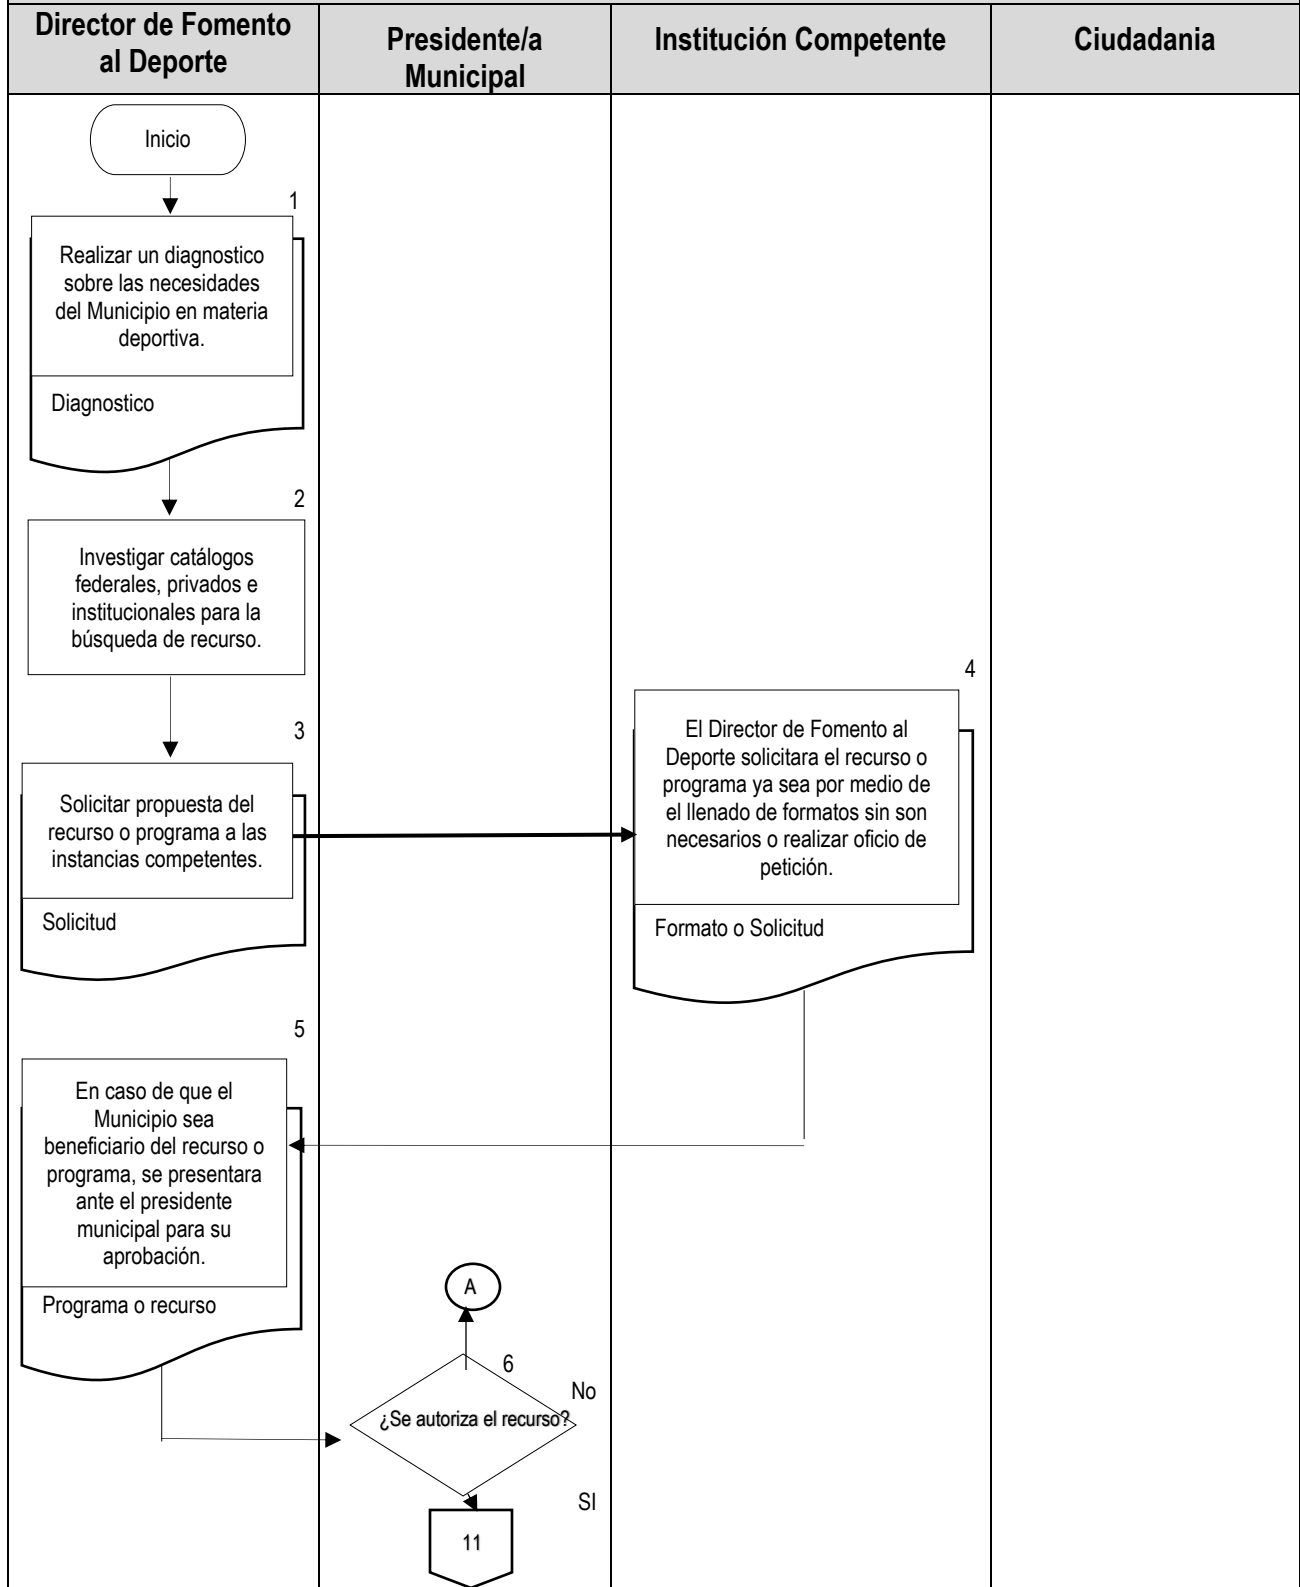 Director de Fomento
al Deporte
Presidente/a
Municipal
Institución Competente
Ciudadania
Inicio
1
Realizar un diagnostico
sobre las necesidades
del Municipio en materia
deportiva.
Diagnostico
2
Investigar catálogos
federales, privados e
institucionales para la
búsqueda de recurso.
3
Solicitar propuesta del
recurso o programa a las
instancias competentes.
Solicitud
4
El Director de Fomento al
Deporte solicitara el recurso o
programa ya sea por medio de
el llenado de formatos sin son
necesarios o realizar oficio de
petición.
Formato o Solicitud
5
En caso de que el
Municipio sea
beneficiario del recurso o
programa, se presentara
ante el presidente
municipal para su
aprobación.
Programa o recurso
A
6
No
¿Se autoriza el recurso?
SI
11